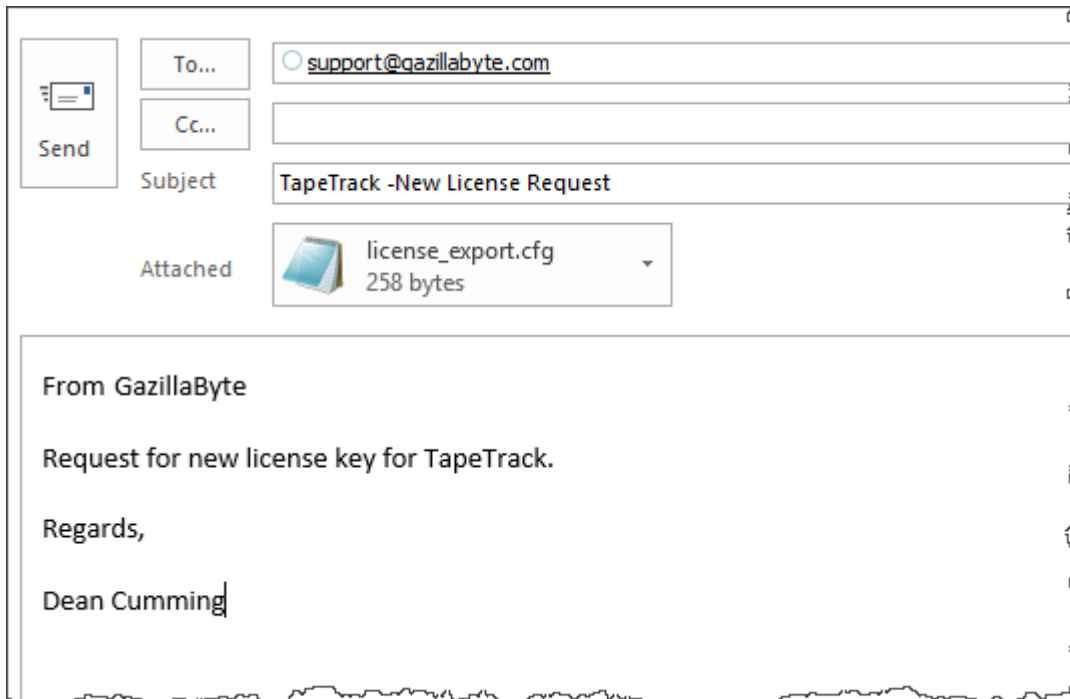 To...
support@gazillabyte.com
Cc...
Send
Subject
TapeTrack -New License Request
Attached
license_export.cfg
258 bytes
From GazillaByte
Request for new license key for TapeTrack.
Regards,
Dean Cumming